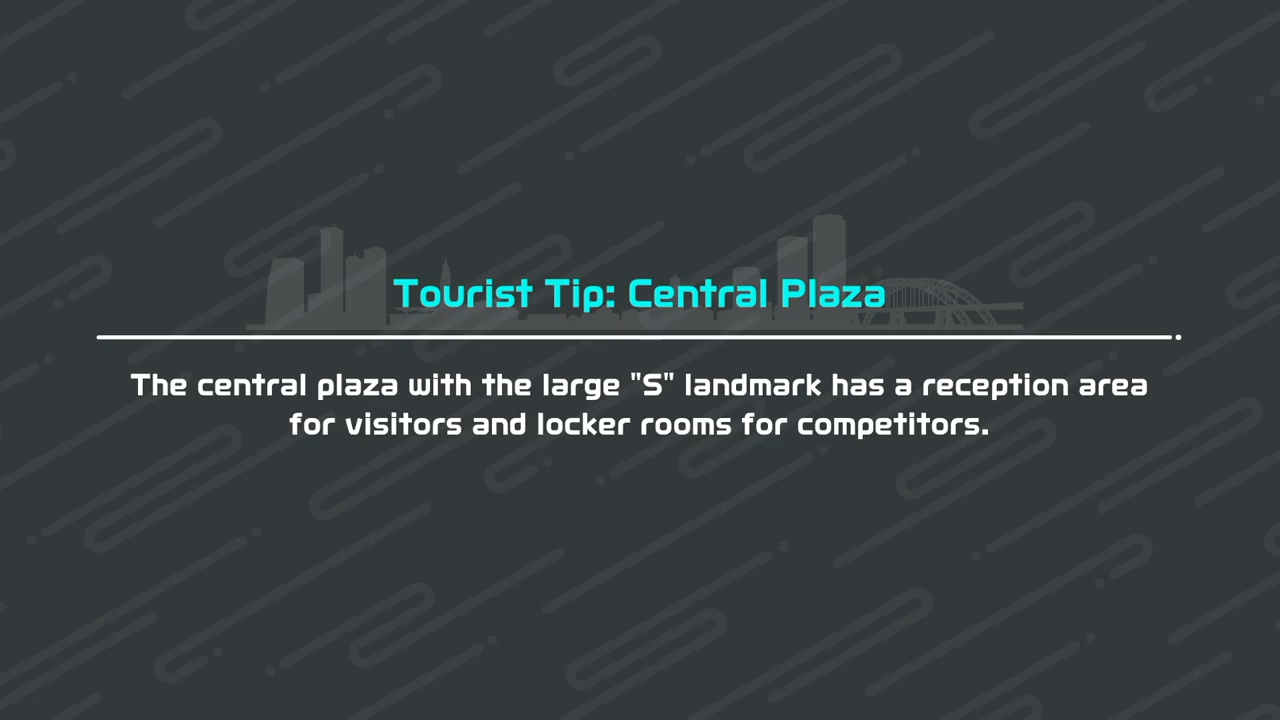 Tourist Tip: Central Plaza
The central plaza with the large "S" landmark has a reception area
for visitors and locker rooms for competitors.